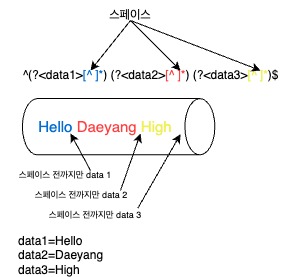 스페이스
^(?<data1>[^ ]*) (?<data2>[^ ]*) (?<data3>[^ ]*)$
Hello Daeyang High
스페이스 전까지만 data 1
스페이스 전까지만 data 2
스페이스 전까지만 data 3
data1=Hello
data2=Daeyang
data3=High